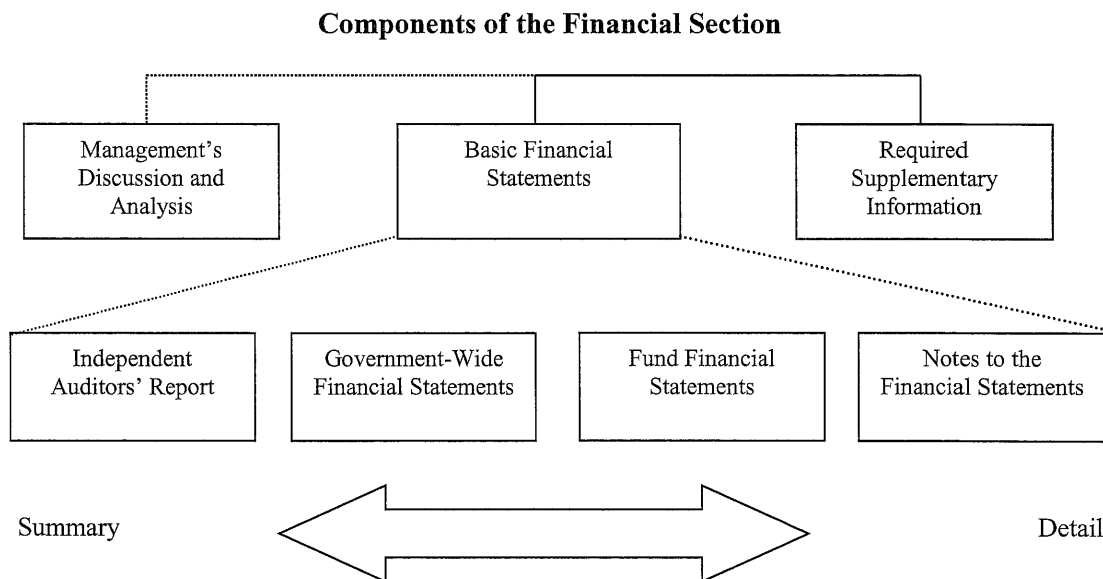 Components of the Financial Section
Management's
Discussion and
Analysis
Basic Financial
Statements
Required
Supplementary
Information
Independent
Auditors' Report
Government-Wide
Financial Statements
Fund Financial
Statements
Notes to the
Financial Statements
Summary
Detail